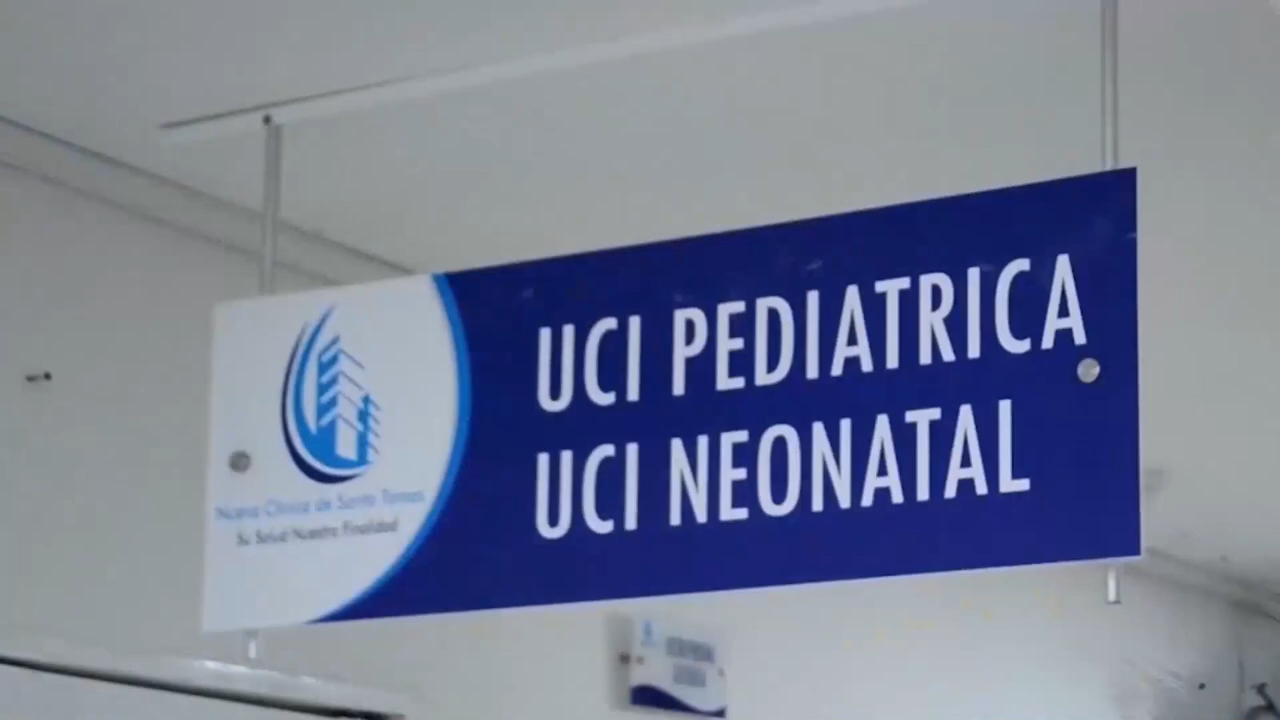 UCI PEDIATRICA
UCI NEONATAL
Nueva Clinica de Santo Tomas
Su Salud Nuestra Finalidad